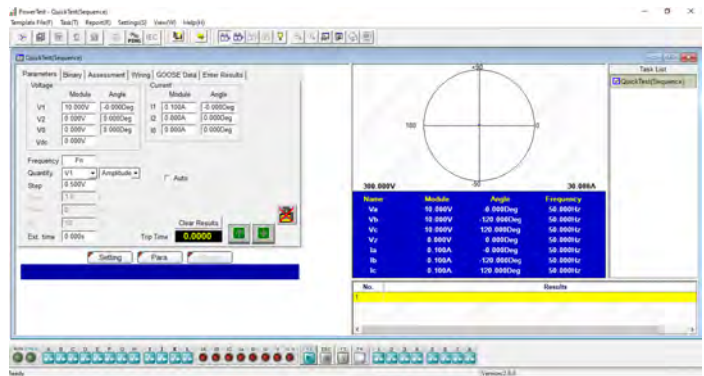 PowerTest - QuickTest(Sequence)
Template File(F) Task(T) Report(R) Settings(S) View(W) Help(H)
IEC
QuickTest(Sequence)
Parameters Binary Assessment Wiring GOOSE Data Enter Results
Voltage Current
Module Angle Module Angle
V1 10.000V -0.000Deg I1 0.100A -0.000Deg
V2 0.000V 0.000Deg I2 0.000A 0.000Deg
V0 0.000V 0.000Deg I0 0.000A 0.000Deg
Vdc 0.000V
Frequency Fn
Quantity V1 Amplitude
Auto
Step 0.500V
Clear Results
Ext. time 0.000s Trip Time 0.0000
Setting Para
<90
180 0
-90
300.000V 30.000A
Name Module Angle Frequency
Va 10.000V -0.000Deg 50.000Hz
Vb 10.000V -120.000Deg 50.000Hz
Vc 10.000V 120.000Deg 50.000Hz
Vz 0.000V 0.000Deg 50.000Hz
Ia 0.100A -0.000Deg 50.000Hz
Ib 0.100A -120.000Deg 50.000Hz
Ic 0.100A 120.000Deg 50.000Hz
No. Results
1
Task List
QuickTest(Sequence)
Ready